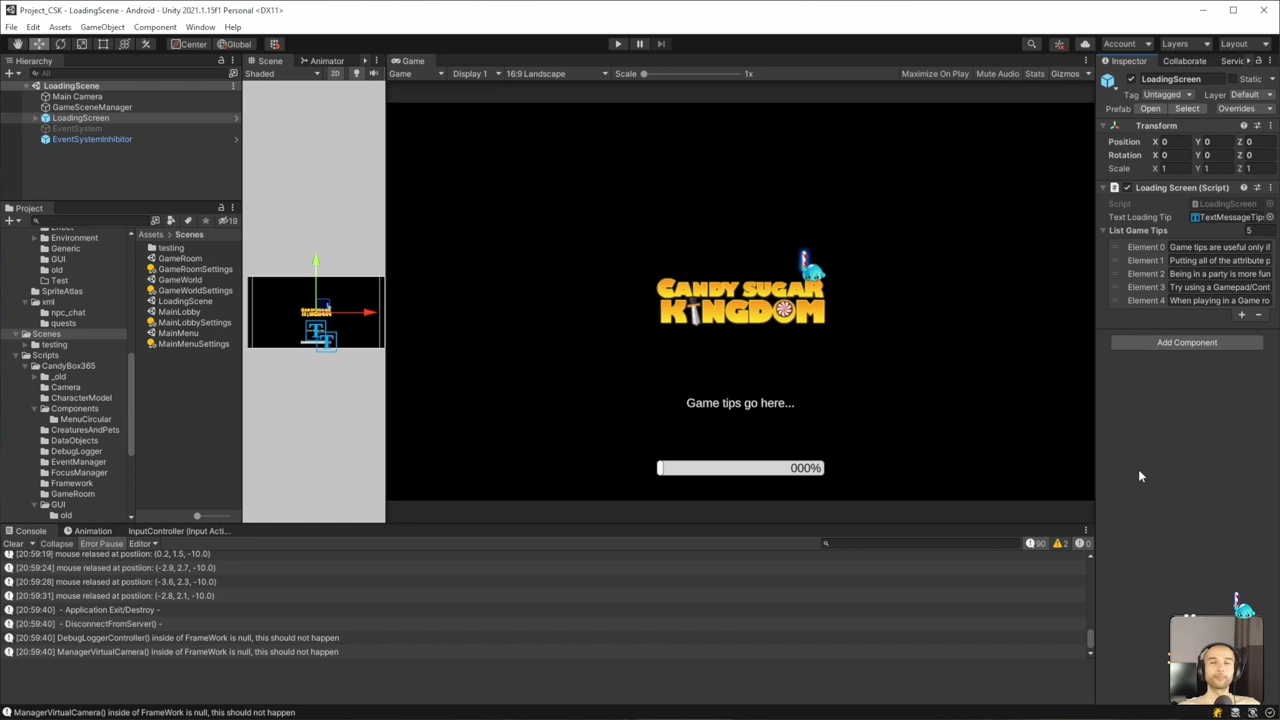 Project_CSK - LoadingScene - Android - Unity 2021.1.15f1 Personal <DX11>
File Edit Assets GameObject Component Window Help
Center Global Account Layers Layout
Hierarchy
All
LoadingScene
Main Camera
GameSceneManager
LoadingScreen
EventSystem
EventSystemInhibitor
Project
19
Effect
Environment
Generic
GUI
old
Test
SpriteAtlas
xml
npc_chat
quests
Scenes
testing
Scripts
CandyBox365
_old
Camera
CharacterModel
Components
MenuCircular
CreaturesAndPets
DataObjects
DebugLogger
EventManager
FocusManager
Framework
GameRoom
GUI
old
Assets Scenes
testing
GameRoom
GameRoomSettings
GameWorld
GameWorldSettings
LoadingScene
MainLobby
MainLobbySettings
MainMenu
MainMenuSettings
Scene Animator
Shaded 2D
Game
Game Display 1 16:9 Landscape Scale 1x Maximize On Play Mute Audio Stats Gizmos
CANDY SUGAR
KINGDOM
Game tips go here...
000%
Inspector Collaborate Servic
LoadingScreen Static
Tag Untagged Layer Default
Prefab Open Select Overrides
Transform
Position X 0 Y 0 Z 0
Rotation X 0 Y 0 Z 0
Scale X 1 Y 1 Z 1
Loading Screen (Script)
Script LoadingScreen
Text Loading Tip TextMessageTip
List Game Tips 5
Element 0 Game tips are useful only if
Element 1 Putting all of the attribute p
Element 2 Being in a party is more fun
Element 3 Try using a Gamepad/Cont
Element 4 When playing in a Game ro
Add Component
Console Animation InputController (Input Acti...
Clear Collapse Error Pause Editor 90 2 0
[20:59:19] mouse relased at postiion: (0.2, 1.5, -10.0)
[20:59:24] mouse relased at postiion: (-2.9, 2.7, -10.0)
[20:59:28] mouse relased at postiion: (-3.6, 2.3, -10.0)
[20:59:31] mouse relased at postiion: (-2.8, 2.1, -10.0)
[20:59:40] - Application Exit/Destroy -
[20:59:40] - DisconnectFromServer() -
[20:59:40] DebugLoggerController() inside of FrameWork is null, this should not happen
[20:59:40] ManagerVirtualCamera() inside of FrameWork is null, this should not happen
ManagerVirtualCamera() inside of FrameWork is null, this should not happen